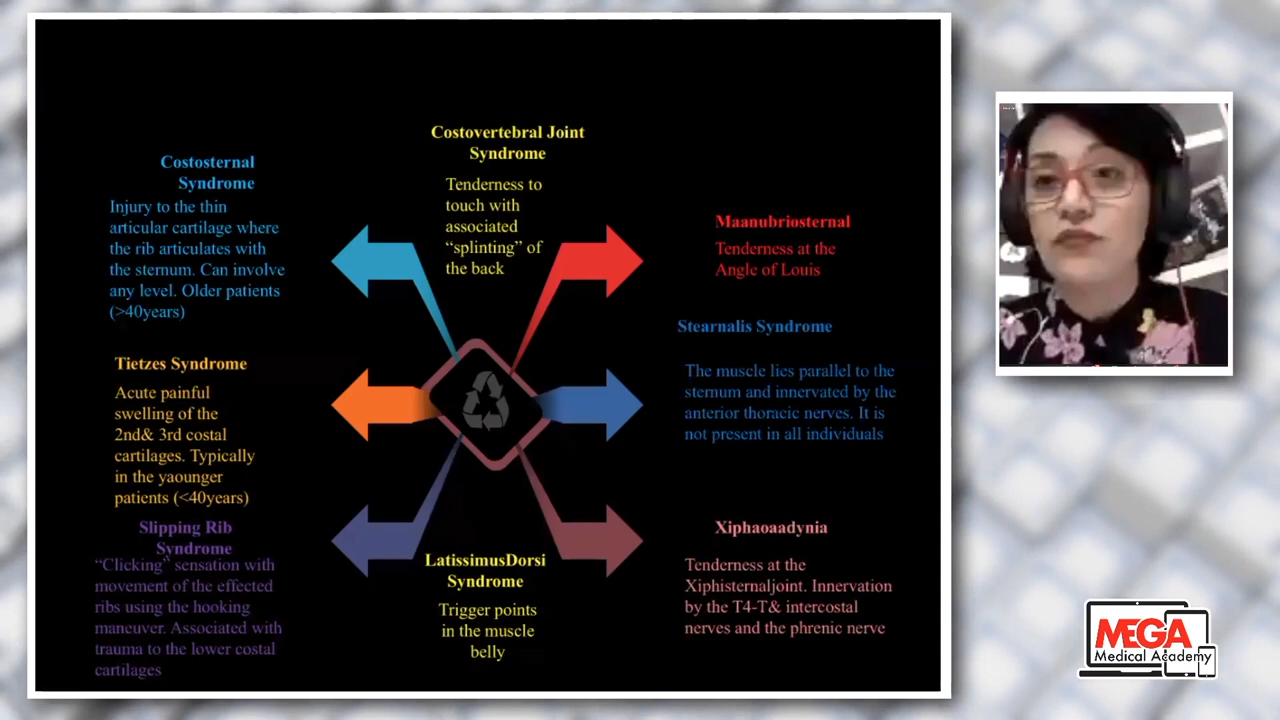 Costovertebral Joint
Syndrome
Tenderness to
touch with
associated
“splinting” of
the back
Costosternal
Syndrome
Injury to the thin
articular cartilage where
the rib articulates with
the sternum. Can involve
any level. Older patients
(>40years)
Maanubriosternal
Tenderness at the
Angle of Louis
Stearnalis Syndrome
The muscle lies parallel to the
sternum and innervated by the
anterior thoracic nerves. It is
not present in all individuals
Tietzes Syndrome
Acute painful
swelling of the
2nd& 3rd costal
cartilages. Typically
in the yaounger
patients (<40years)
Slipping Rib
Syndrome
“Clicking” sensation with
movement of the effected
ribs using the hooking
maneuver. Associated with
trauma to the lower costal
cartilages
LatissimusDorsi
Syndrome
Trigger points
in the muscle
belly
Xiphaoaadynia
Tenderness at the
Xiphisternaljoint. Innervation
by the T4-T& intercostal
nerves and the phrenic nerve
MEGA
Medical Academy